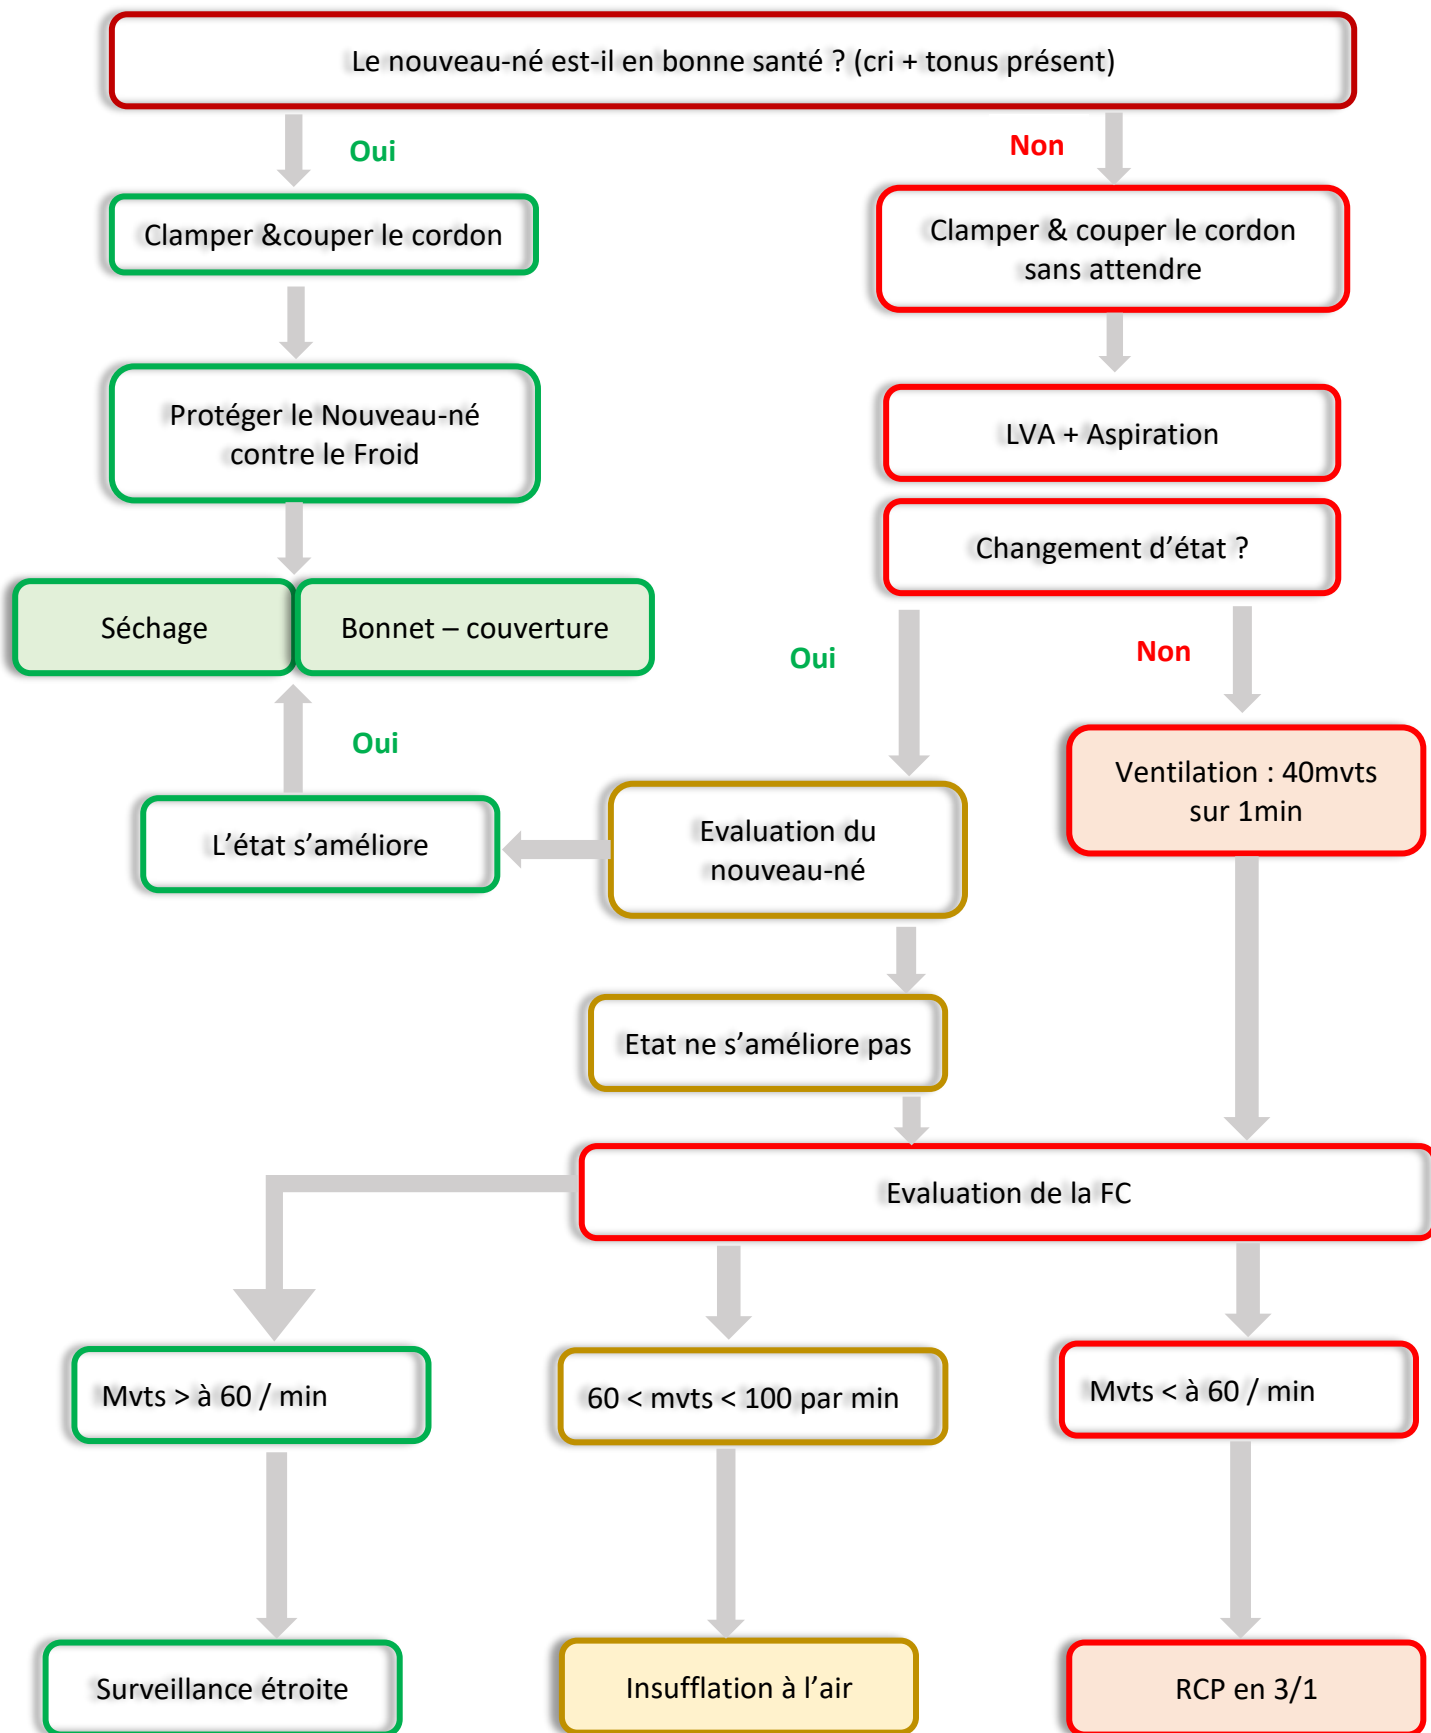 Le nouveau-né est-il en bonne santé ? (cri + tonus présent)
Oui
Non
Clamper &couper le cordon
Clamper & couper le cordon
sans attendre
Protéger le Nouveau-né
contre le Froid
LVA + Aspiration
Changement d’état ?
Séchage
Bonnet – couverture
Oui
Non
Oui
Ventilation : 40mvts
sur 1min
L’état s’améliore
Evaluation du
nouveau-né
Etat ne s’améliore pas
Evaluation de la FC
Mvts > à 60 / min
60 < mvts < 100 par min
Mvts < à 60 / min
Surveillance étroite
Insufflation à l’air
RCP en 3/1